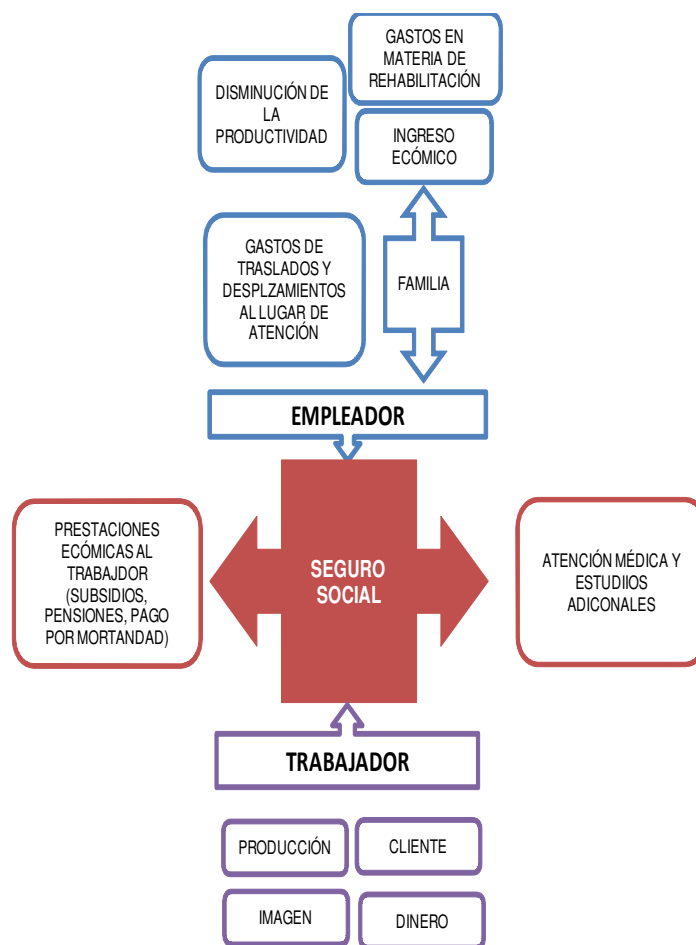 GASTOS EN
MATERIA DE
REHABILITACIÓN
DISMINUCIÓN DE
LA
PRODUCTIVIDAD
INGRESO
ECÓMICO
GASTOS DE
TRASLADOS Y
DESPLZAMIENTOS
AL LUGAR DE
ATENCIÓN
FAMILIA
EMPLEADOR
PRESTACIONES
ECÓMICAS AL
TRABAJDOR
(SUBSIDIOS,
PENSIONES, PAGO
POR MORTANDAD)
SEGURO
SOCIAL
ATENCIÓN MÉDICA Y
ESTUDIIOS
ADICONALES
TRABAJADOR
PRODUCCIÓN
CLIENTE
IMAGEN
DINERO